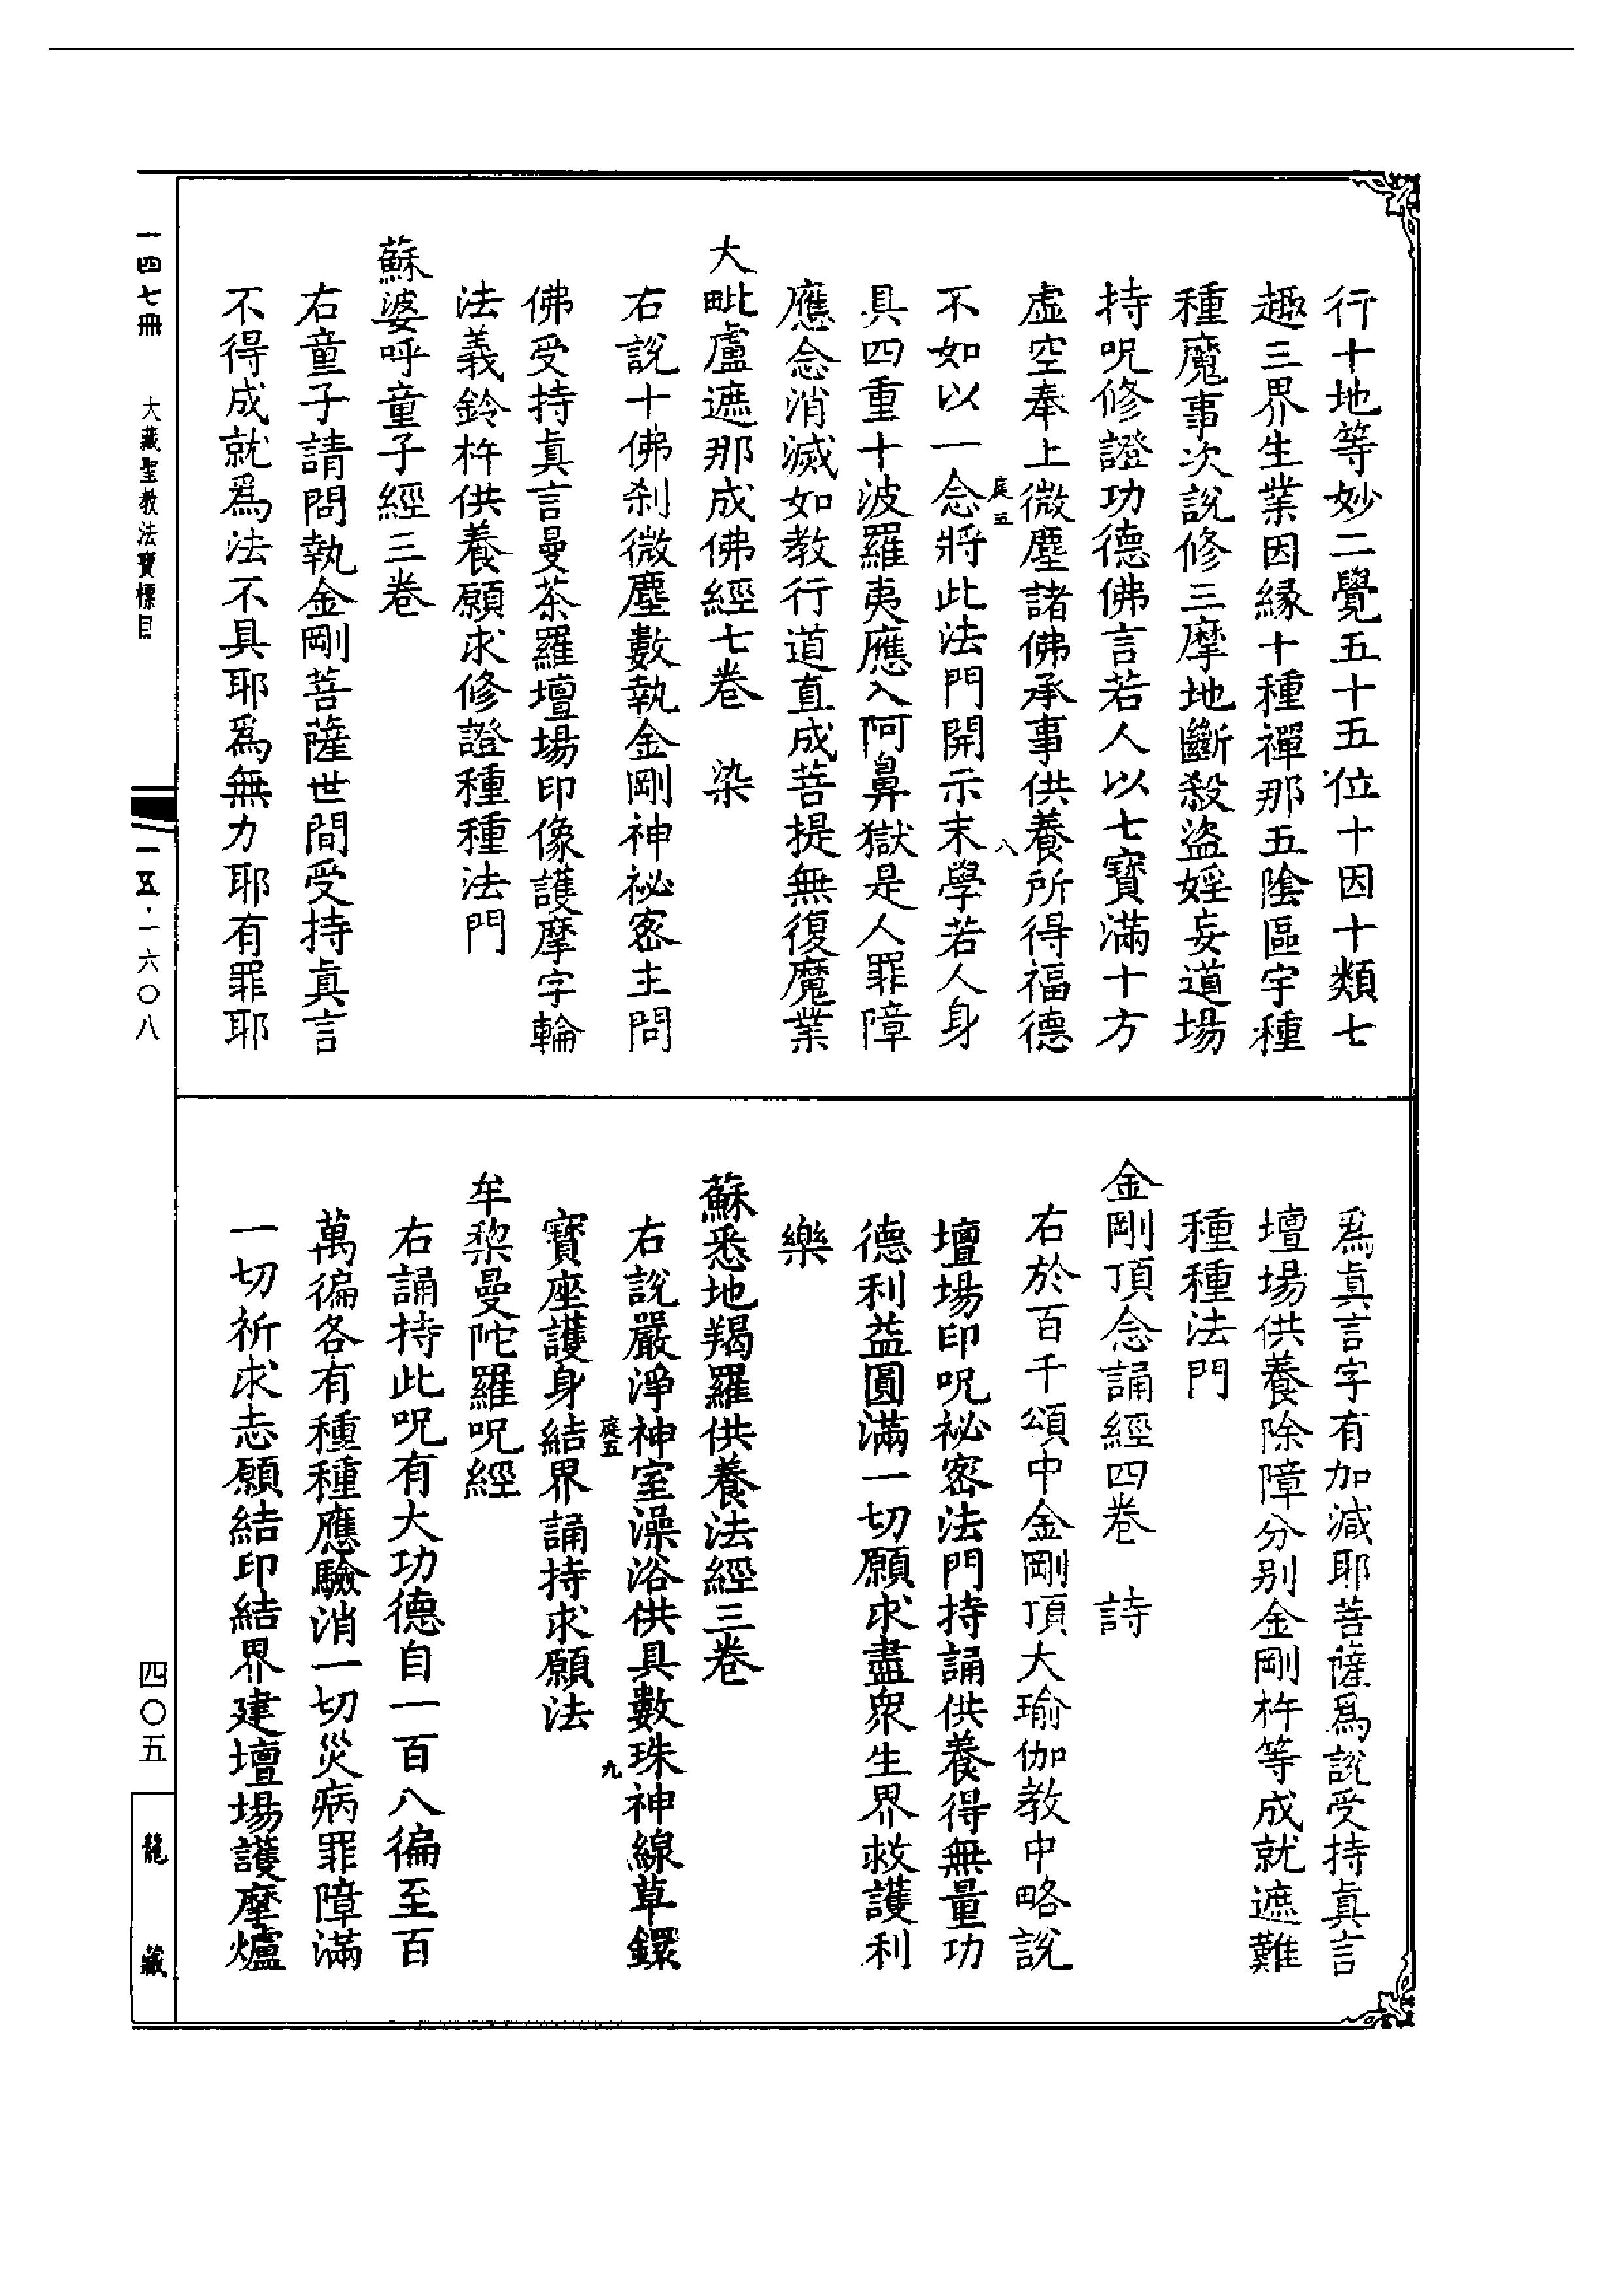 行十地等妙二覺五十五位十因十類七
趣三界生業因緣十種禪那五陰區宇種
種魔事次說修三摩地斷殺盜婬妄道場
持呪修證功德佛言若人以七寶滿十方
虛空奉上微塵諸佛承事供養所得福德
庭五 八
不如以一念將此法門開示末學若人身
具四重十波羅夷應入阿鼻獄是人罪障
應念消滅如教行道直成菩提無復魔業
大毗盧遮那成佛經七卷 染
右說十佛剎微塵數執金剛神祕密主問
佛受持真言曼茶羅壇場印像護摩字輪
法義鈴杵供養願求修證種種法門
蘇婆呼童子經三卷
右童子請問執金剛菩薩世間受持真言
不得成就爲法不具耶爲無力耶有罪耶
爲真言字有加減耶菩薩爲說受持真言
壇場供養除障分别金剛杵等成就遮難
種種法門
金剛頂念誦經四卷 詩
右於百千頌中金剛頂大瑜伽教中略說
壇場印呪祕密法門持誦供養得無量功
德利益圓滿一切願求盡眾生界救護利
樂
蘇悉地羯羅供養法經三卷
右說嚴淨神室澡浴供具數珠神線草鐶
庭五 九
寶座護身結界誦持求願法
牟黎曼陀羅呪經
右誦持此呪有大功德自一百八徧至百
萬徧各有種種應驗消一切災病罪障滿
一切祈求志願結印結界建壇場護摩爐
一四七冊 大藏聖教法寶標目 一五·一六〇八 四〇五 龍藏